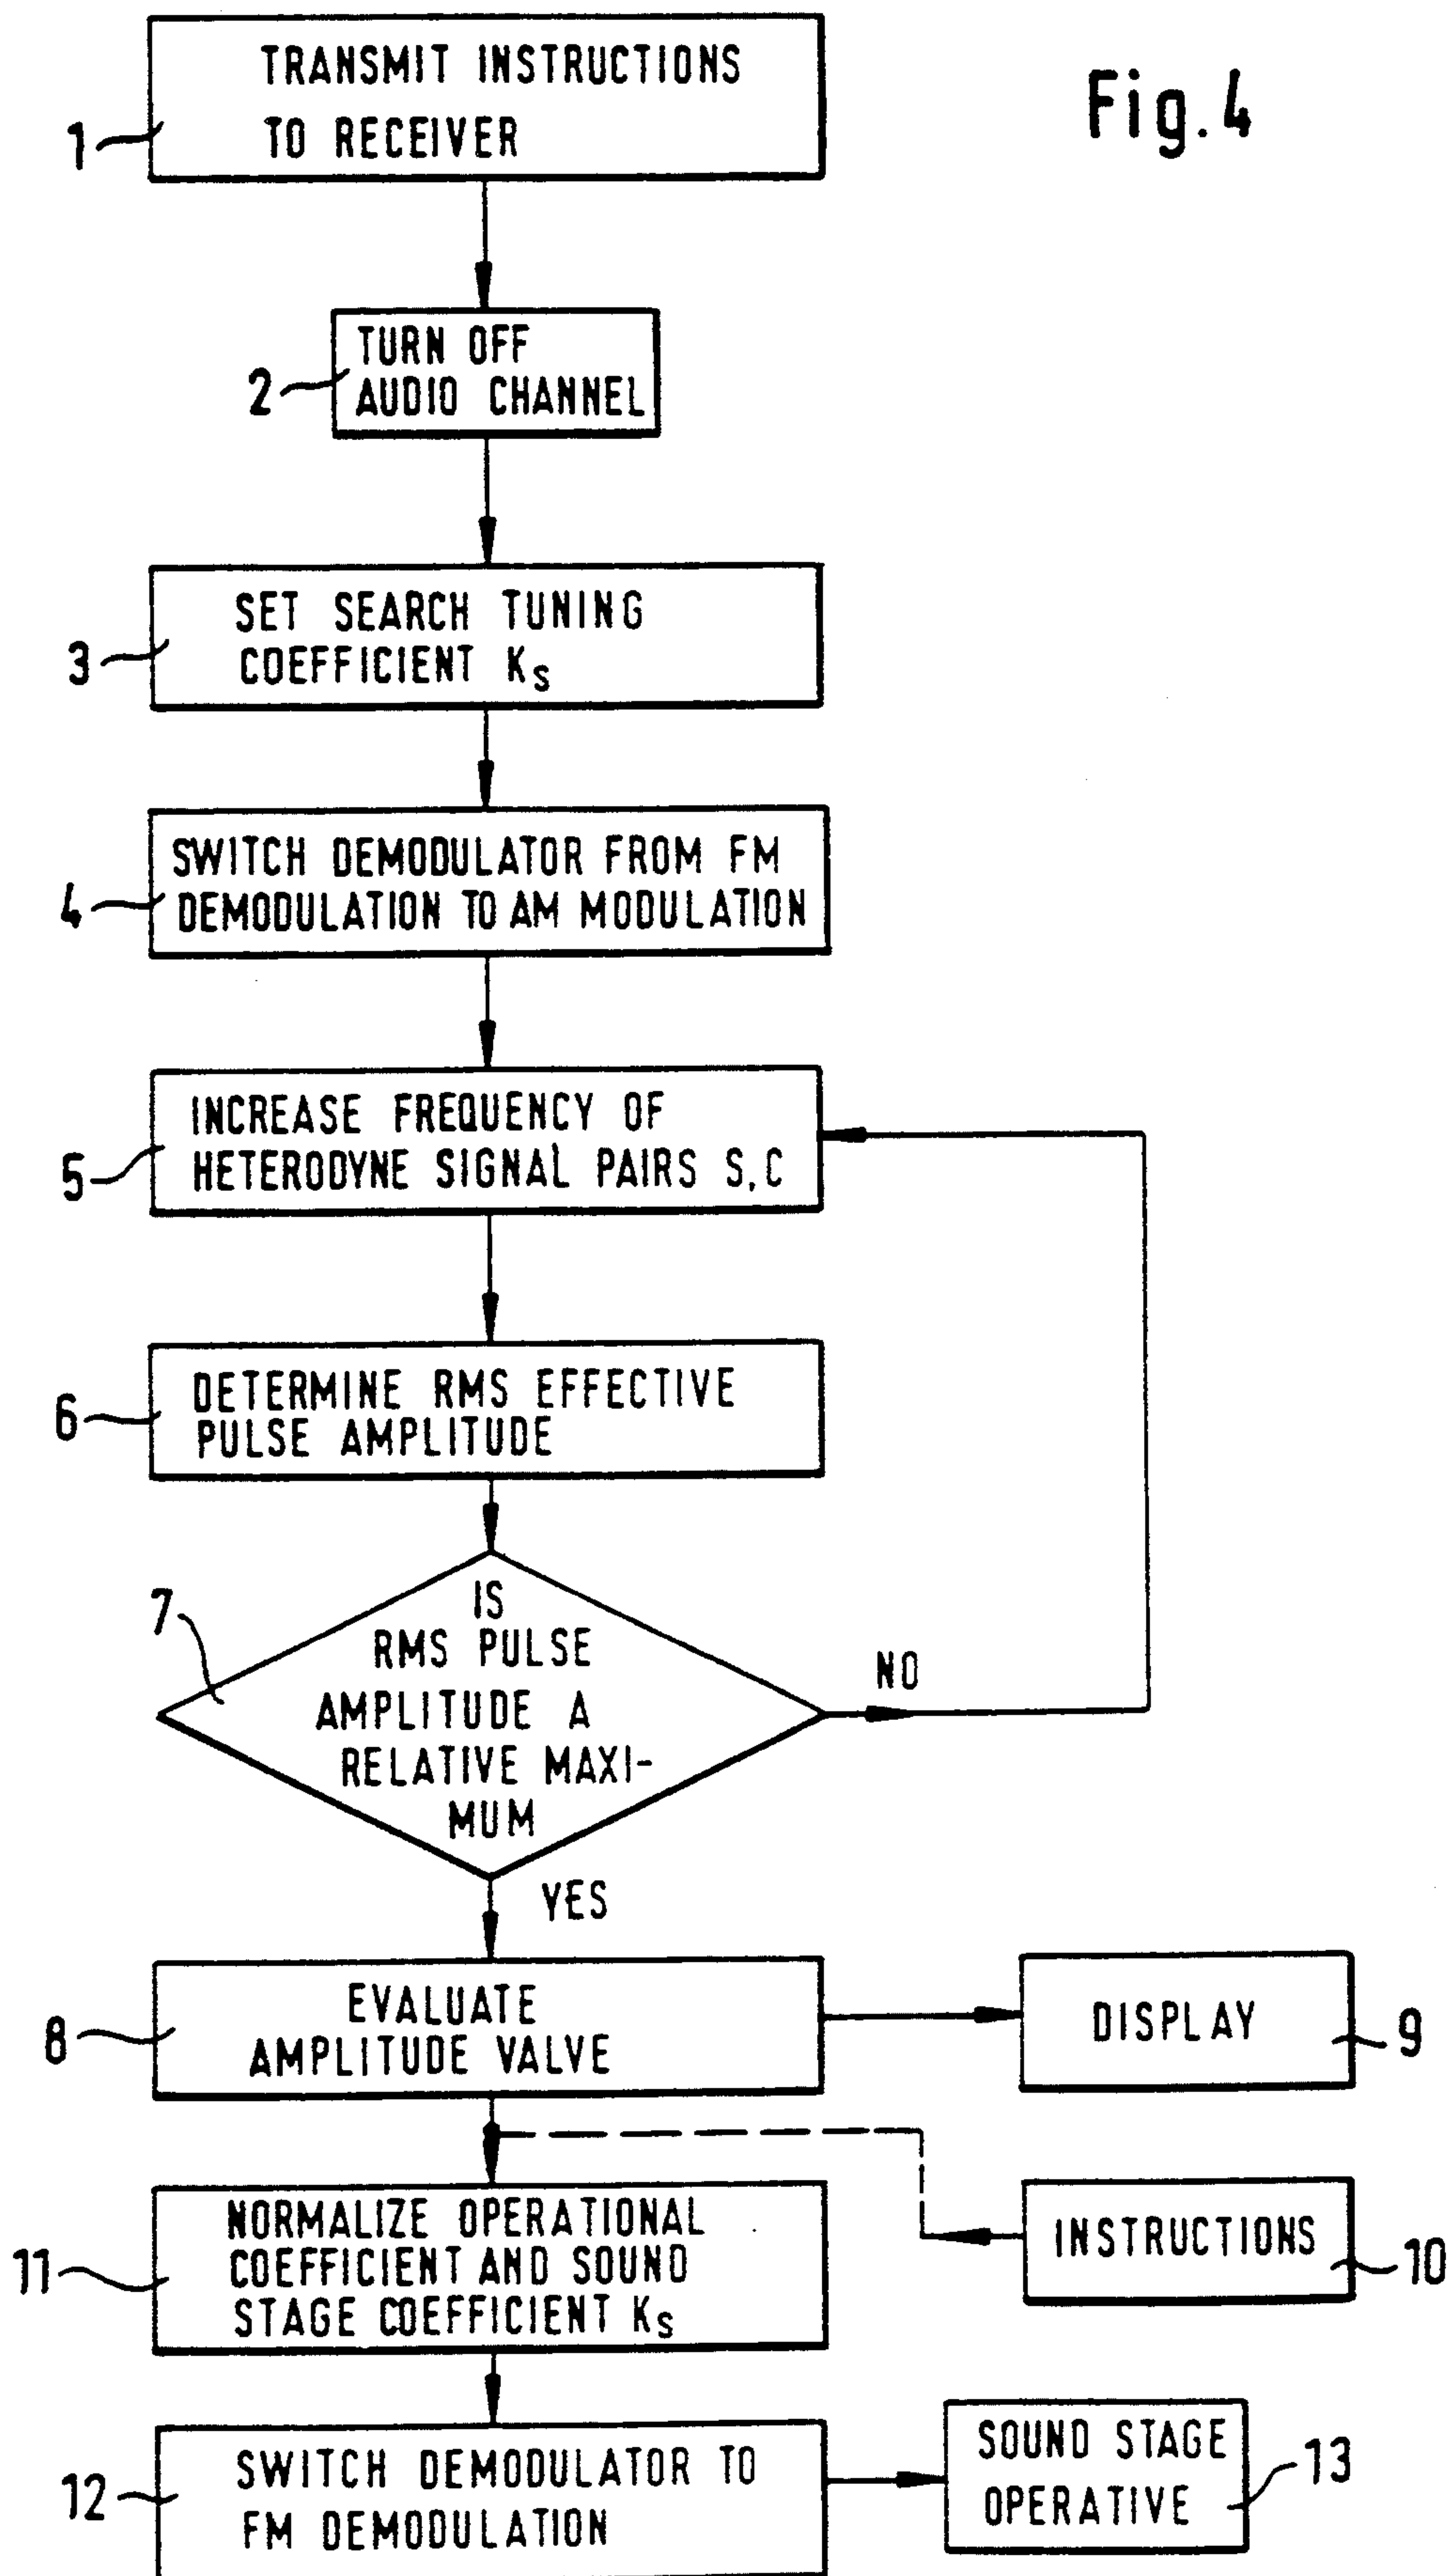 Fig.4
TRANSMIT INSTRUCTIONS
TO RECEIVER
1
TURN OFF
AUDIO CHANNEL
2
SET SEARCH TUNING
COEFFICIENT KS
3
SWITCH DEMODULATOR FROM FM
DEMODULATION TO AM MODULATION
4
INCREASE FREQUENCY OF
HETERODYNE SIGNAL PAIRS S,C
5
DETERMINE RMS EFFECTIVE
PULSE AMPLITUDE
6
7
IS
RMS PULSE
AMPLITUDE A
RELATIVE MAXI-
MUM
NO
YES
EVALUATE
AMPLITUDE VALVE
8
DISPLAY
9
INSTRUCTIONS
10
NORMALIZE OPERATIONAL
COEFFICIENT AND SOUND
STAGE COEFFICIENT KS
11
SWITCH DEMODULATOR TO
FM DEMODULATION
12
SOUND STAGE
OPERATIVE
13